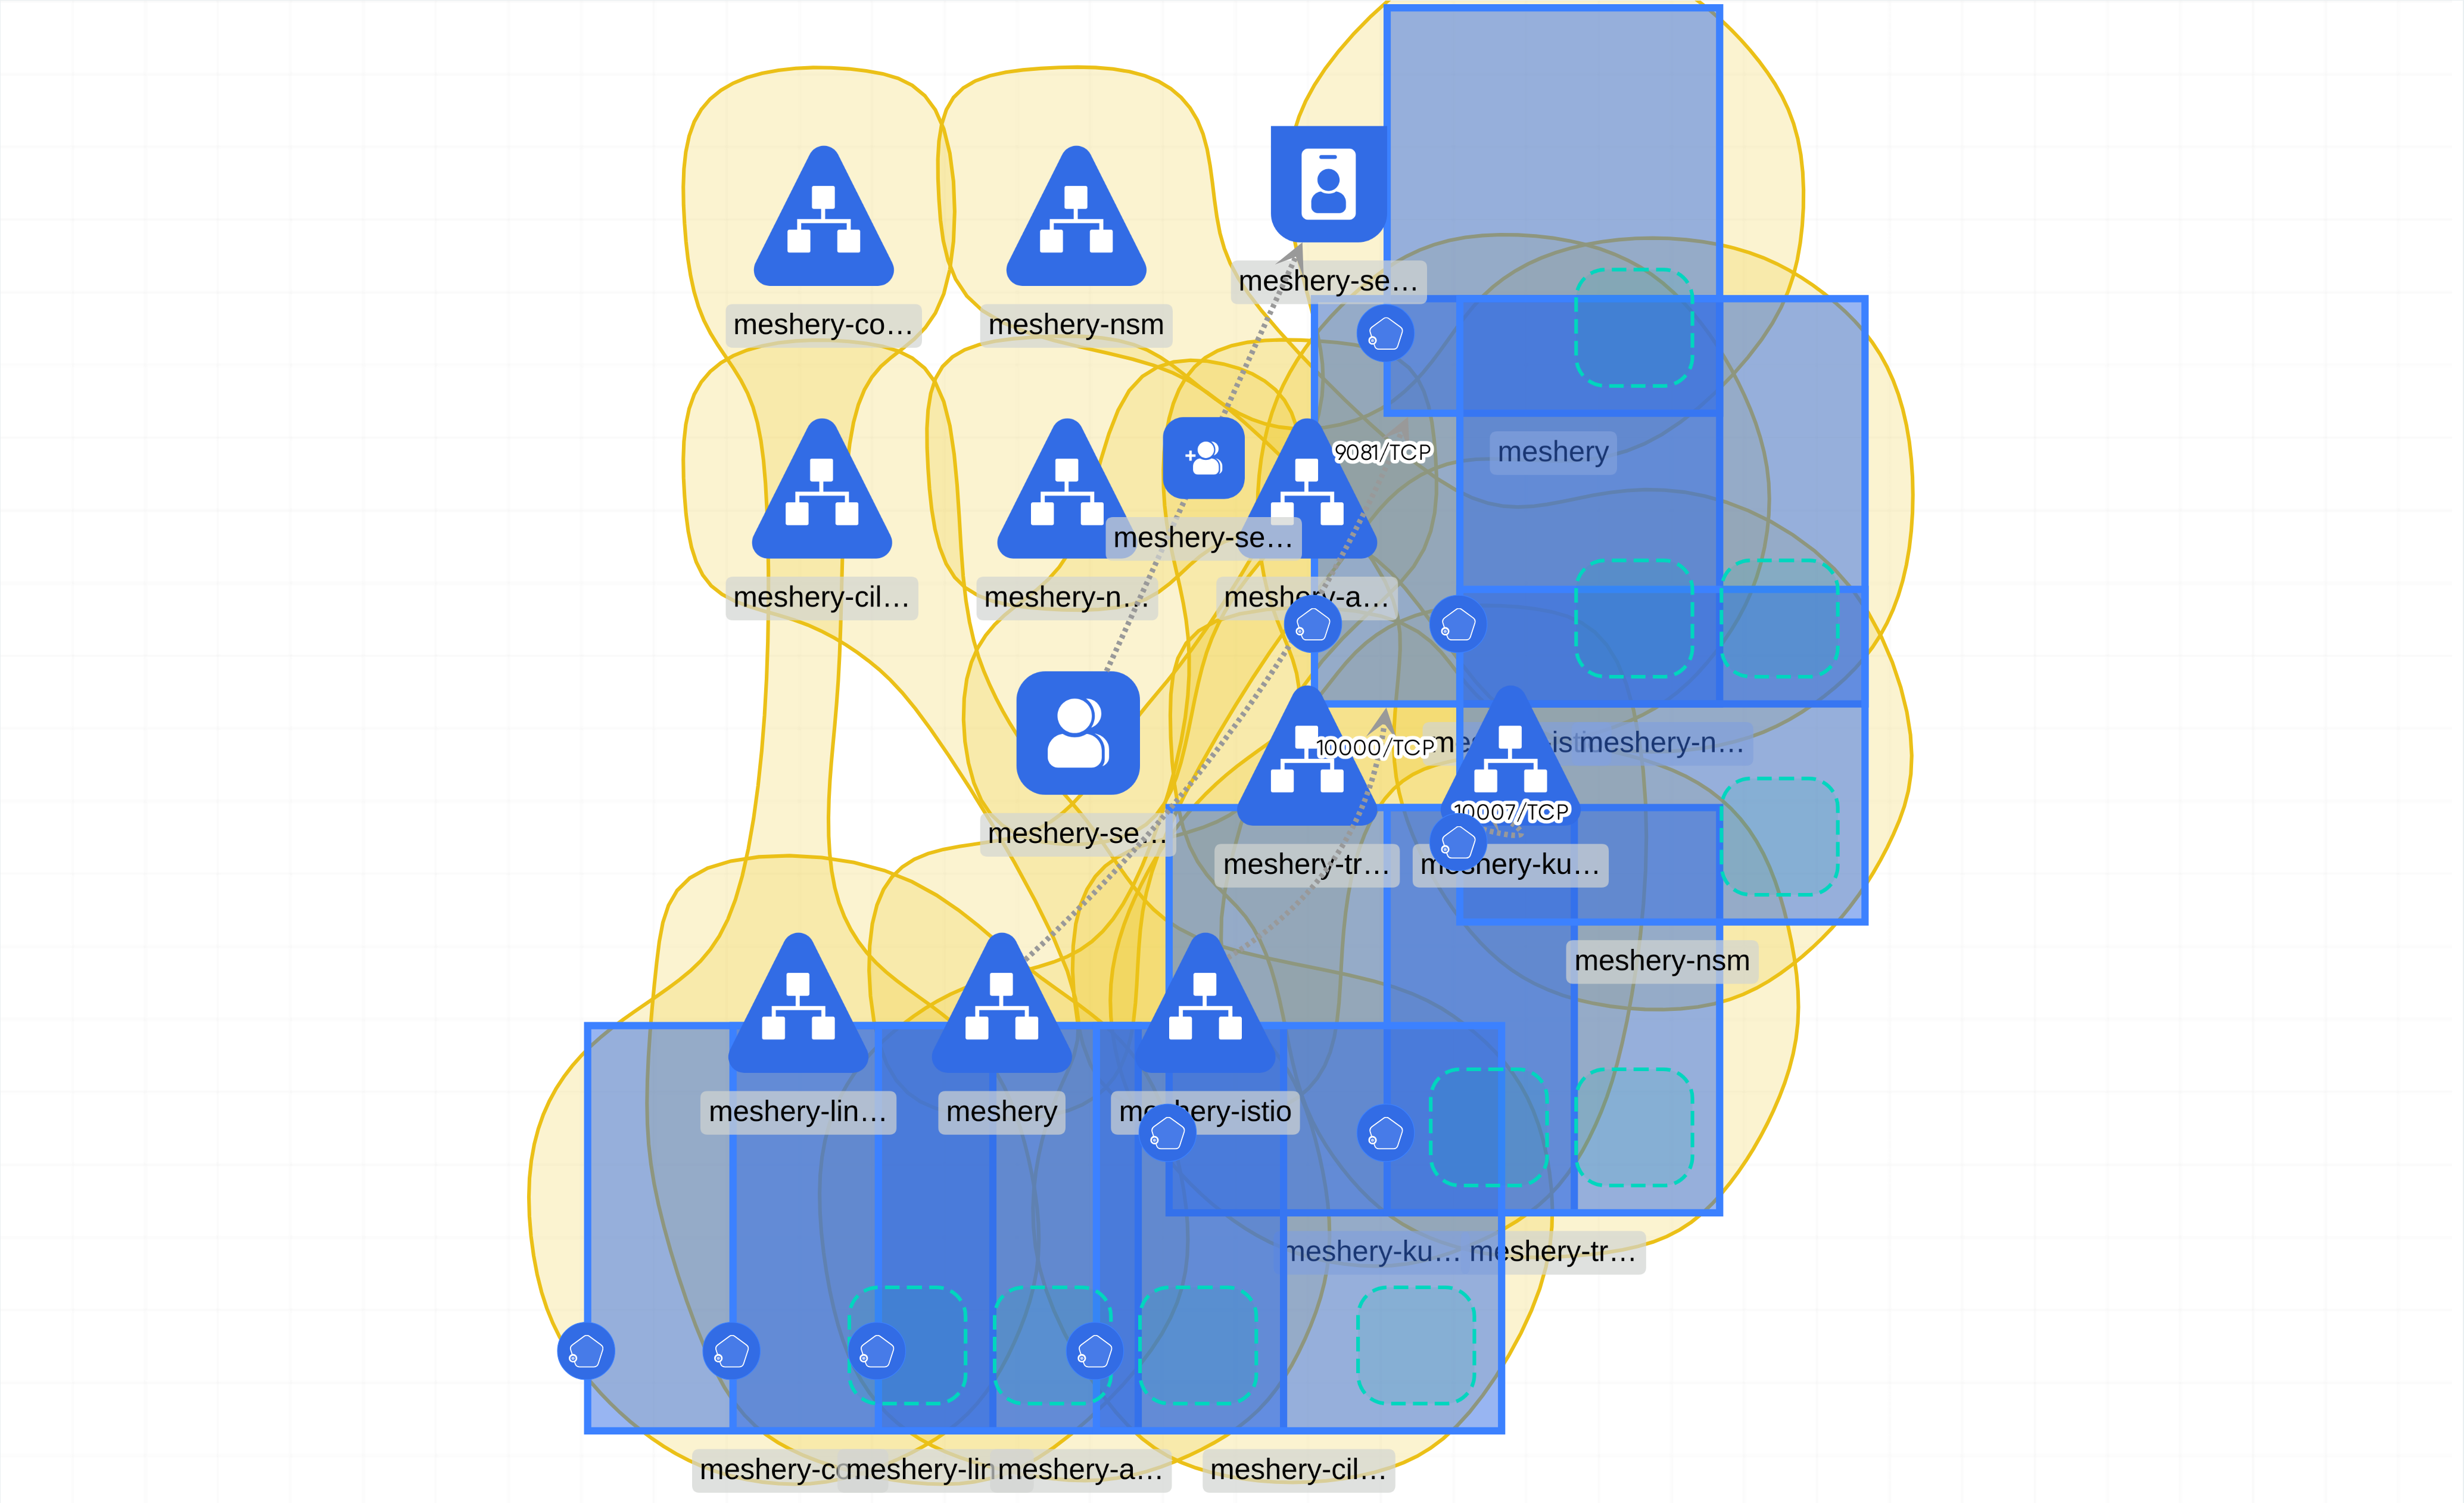 meshery-se…
meshery-co…
meshery-nsm
9081/TCP
meshery
meshery-se…
meshery-cil…
meshery-n…
meshery-a…
meshery-n…
10000/TCP
10007/TCP
meshery-se…
meshery-tr…
meshery-ku…
meshery-nsm
meshery-lin…
meshery
meshery-istio
meshery-ku…
meshery-tr…
meshery-co
meshery-lin
meshery-a…
meshery-cil…